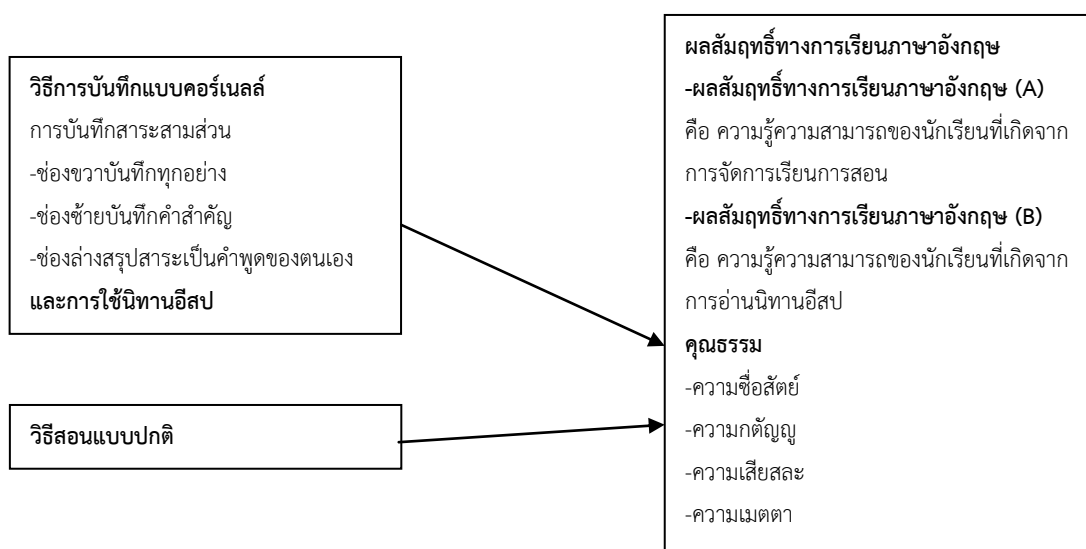 วิธีการบันทึกแบบคอร์เนลล์
การบันทึกสาระสามส่วน
-ช่องขวาบันทึกทุกอย่าง
-ช่องซ้ายบันทึกคำสำคัญ
-ช่องล่างสรุปสาระเป็นคำพูดของตนเอง
และการใช้นิทานอีสป
วิธีสอนแบบปกติ
ผลสัมฤทธิ์ทางการเรียนภาษาอังกฤษ
-ผลสัมฤทธิ์ทางการเรียนภาษาอังกฤษ (A)
คือ ความรู้ความสามารถของนักเรียนที่เกิดจาก
การจัดการเรียนการสอน
-ผลสัมฤทธิ์ทางการเรียนภาษาอังกฤษ (B)
คือ ความรู้ความสามารถของนักเรียนที่เกิดจาก
การอ่านนิทานอีสป
คุณธรรม
-ความซื่อสัตย์
-ความกตัญญู
-ความเสียสละ
-ความเมตตา